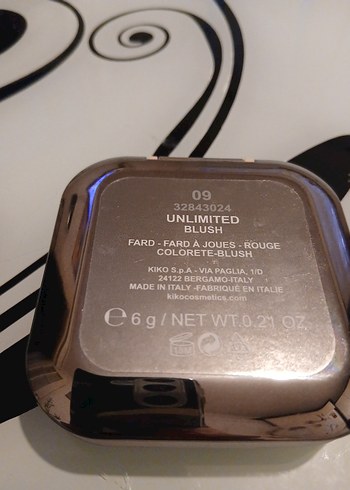 09
32843024
UNLIMITED
BLUSH
FARD - FARD À JOUES - ROUGE
COLORETE-BLUSH
KIKO S.p.A - VIA PAGLIA, 1/D
24122 BERGAMO-ITALY
MADE IN ITALY -FABRIQUÉ EN ITALIE
kikocosmetics.com
℮ 6 g / NET WT.0.21 OZ.